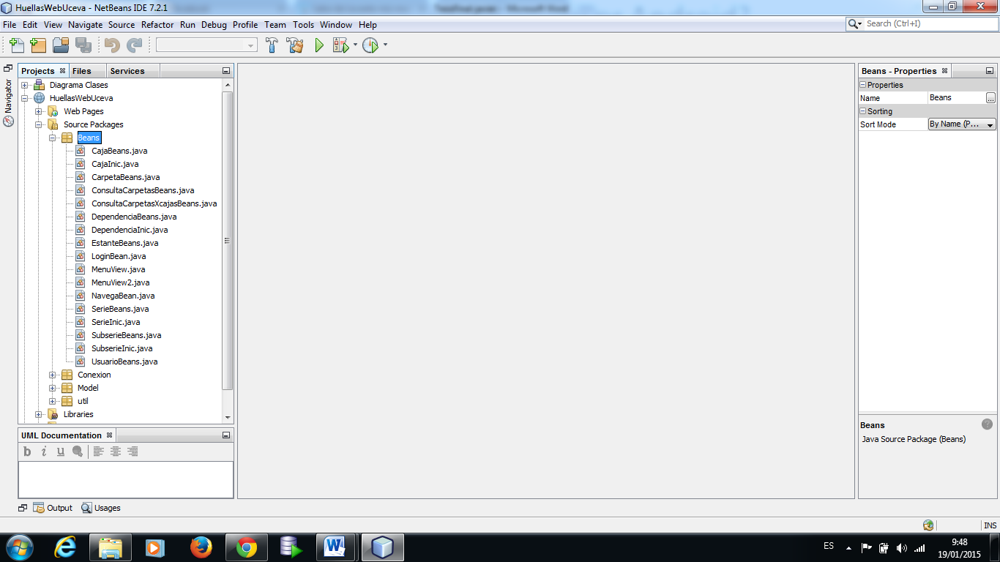 HuellasWebUceva - NetBeans IDE 7.2.1
File Edit View Navigate Source Refactor Run Debug Profile Team Tools Window Help
Search (Ctrl+I)
Navigator
Projects Files Services
Diagrama Clases
HuellasWebUceva
Web Pages
Source Packages
Beans
CajaBeans.java
CajaInic.java
CarpetaBeans.java
ConsultaCarpetasBeans.java
ConsultaCarpetasXcajasBeans.java
DependenciaBeans.java
DependenciaInic.java
EstanteBeans.java
LoginBean.java
MenuView.java
MenuView2.java
NavegaBean.java
SerieBeans.java
SerieInic.java
SubserieBeans.java
SubserieInic.java
UsuarioBeans.java
Conexion
Model
util
Libraries
UML Documentation
b i u
Output Usages
Beans - Properties
Properties
Name Beans ...
Sorting
Sort Mode By Name (P...
Beans
Java Source Package (Beans)
INS
ES
9:48
19/01/2015